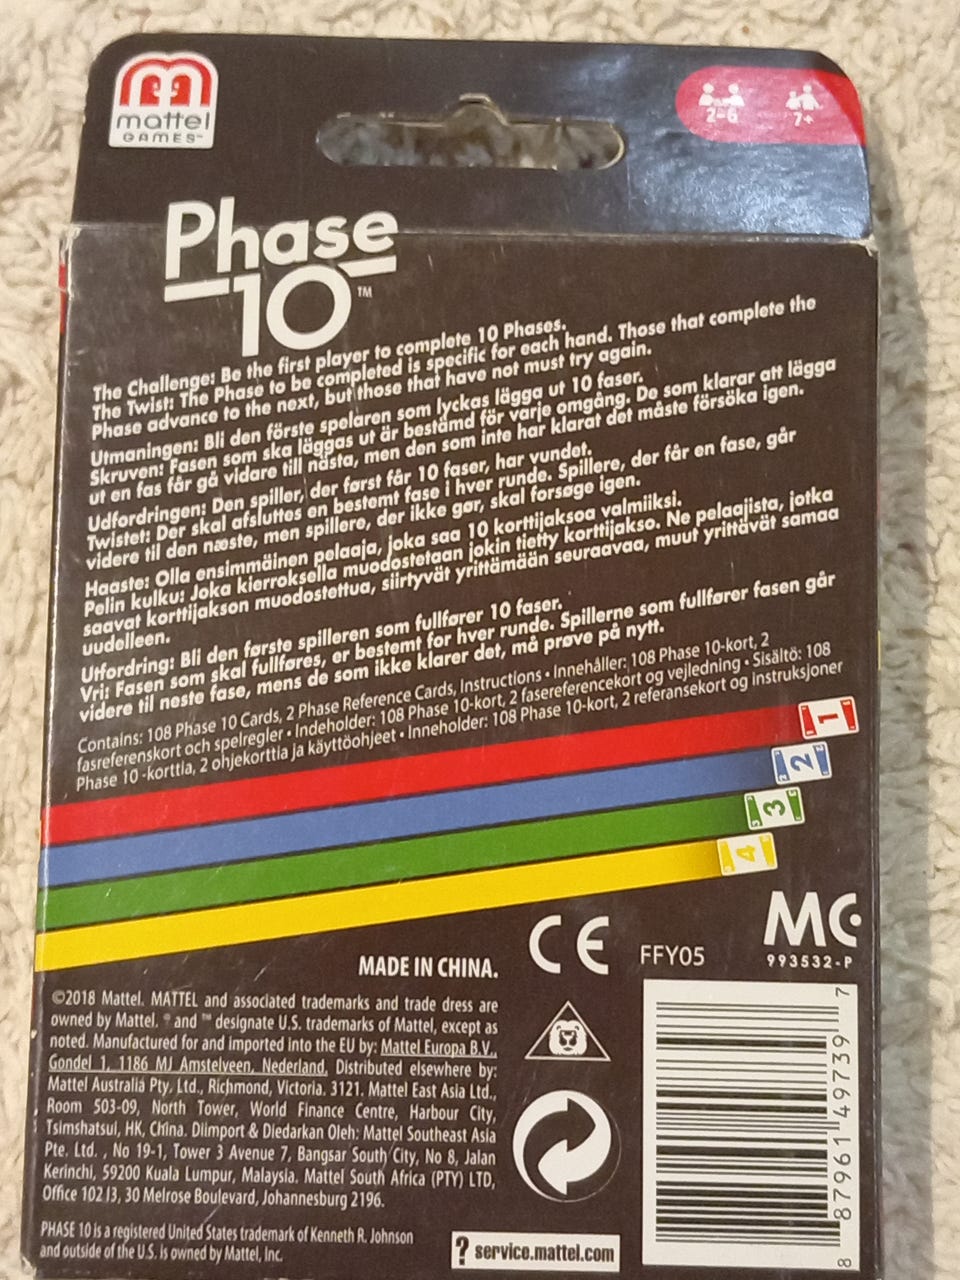 mattel
GAMES™
2-6
7+
Phase
10™
The Challenge: Be the first player to complete 10 Phases.
The Twist: The Phase to be completed is specific for each hand. Those that complete the
Phase advance to the next, but those that have not must try again.
Utmaningen: Bli den förste spelaren som lyckas lägga ut 10 faser.
Skruven: Fasen som ska läggas ut är bestämd för varje omgång. De som klarar att lägga
ut en fas får gå vidare till nästa, men den som inte har klarat det måste försöka igen.
Udfordringen: Den spiller, der først får 10 faser, har vundet.
Twistet: Der skal afsluttes en bestemt fase i hver runde. Spillere, der får en fase, går
videre til den næste, men spillere, der ikke gør, skal forsøge igen.
Haaste: Olla ensimmäinen pelaaja, joka saa 10 korttijaksoa valmiiksi.
Pelin kulku: Joka kierroksella muodostetaan jokin tietty korttijakso. Ne pelaajista, jotka
saavat korttijakson muodostettua, siirtyvät yrittämään seuraavaa, muut yrittävät samaa
uudelleen.
Utfordring: Bli den første spilleren som fullfører 10 faser.
Vri: Fasen som skal fullføres, er bestemt for hver runde. Spillerne som fullfører fasen går
videre til neste fase, mens de som ikke klarer det, må prøve på nytt.
Contains: 108 Phase 10 Cards, 2 Phase Reference Cards, Instructions • Innehåller: 108 Phase 10-kort, 2
fasreferenskort och spelregler • Indeholder: 108 Phase 10-kort, 2 fasereferencekort og vejledning • Sisältö: 108
Phase 10 -korttia, 2 ohjekorttia ja käyttöohjeet • Inneholder: 108 Phase 10-kort, 2 referansekort og instruksjoner
1
2
3
4
MADE IN CHINA.
CE
FFY05
MC
993532-P
©2018 Mattel. MATTEL and associated trademarks and trade dress are
owned by Mattel. ® and ™ designate U.S. trademarks of Mattel, except as
noted. Manufactured for and imported into the EU by: Mattel Europa B.V.,
Gondel 1, 1186 MJ Amstelveen, Nederland. Distributed elsewhere by:
Mattel Australia Pty. Ltd., Richmond, Victoria. 3121. Mattel East Asia Ltd.,
Room 503-09, North Tower, World Finance Centre, Harbour City,
Tsimshatsui, HK, China. Diimport & Diedarkan Oleh: Mattel Southeast Asia
Pte. Ltd. , No 19-1, Tower 3 Avenue 7, Bangsar South City, No 8, Jalan
Kerinchi, 59200 Kuala Lumpur, Malaysia. Mattel South Africa (PTY) LTD,
Office 102 I3, 30 Melrose Boulevard, Johannesburg 2196.
PHASE 10 is a registered United States trademark of Kenneth R. Johnson
and outside of the U.S. is owned by Mattel, Inc.
? service.mattel.com
8 87961 49739 7